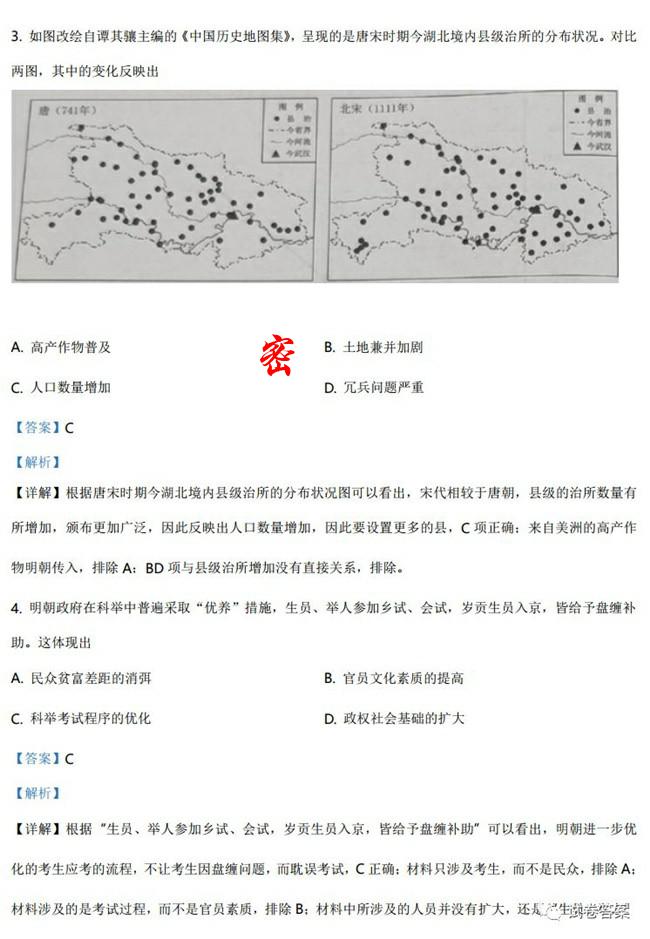 3. 如图改绘自谭其骧主编的《中国历史地图集》，呈现的是唐宋时期今湖北境内县级治所的分布状况。对比
两图，其中的变化反映出
唐（741年）
图 例
县 治
今省界
今河流
今武汉
北宋（1111年）
图 例
县 治
今省界
今河流
今武汉
A. 高产作物普及
B. 土地兼并加剧
密
C. 人口数量增加
D. 冗兵问题严重
【答案】C
【解析】
【详解】根据唐宋时期今湖北境内县级治所的分布状况图可以看出，宋代相较于唐朝，县级的治所数量有
所增加，颁布更加广泛，因此反映出人口数量增加，因此要设置更多的县，C 项正确；来自美洲的高产作
物明朝传入，排除 A；BD 项与县级治所增加没有直接关系，排除。
4. 明朝政府在科举中普遍采取“优养”措施，生员、举人参加乡试、会试，岁贡生员入京，皆给予盘缠补
助。这体现出
A. 民众贫富差距的消弭
B. 官员文化素质的提高
C. 科举考试程序的优化
D. 政权社会基础的扩大
【答案】C
【解析】
【详解】根据“生员、举人参加乡试、会试，岁贡生员入京，皆给予盘缠补助”可以看出，明朝进一步优
化的考生应考的流程，不让考生因盘缠问题，而耽误考试，C 正确；材料只涉及考生，而不是民众，排除 A；
材料涉及的是考试过程，而不是官员素质，排除 B；材料中所涉及的人员并没有扩大，还是
试卷答案